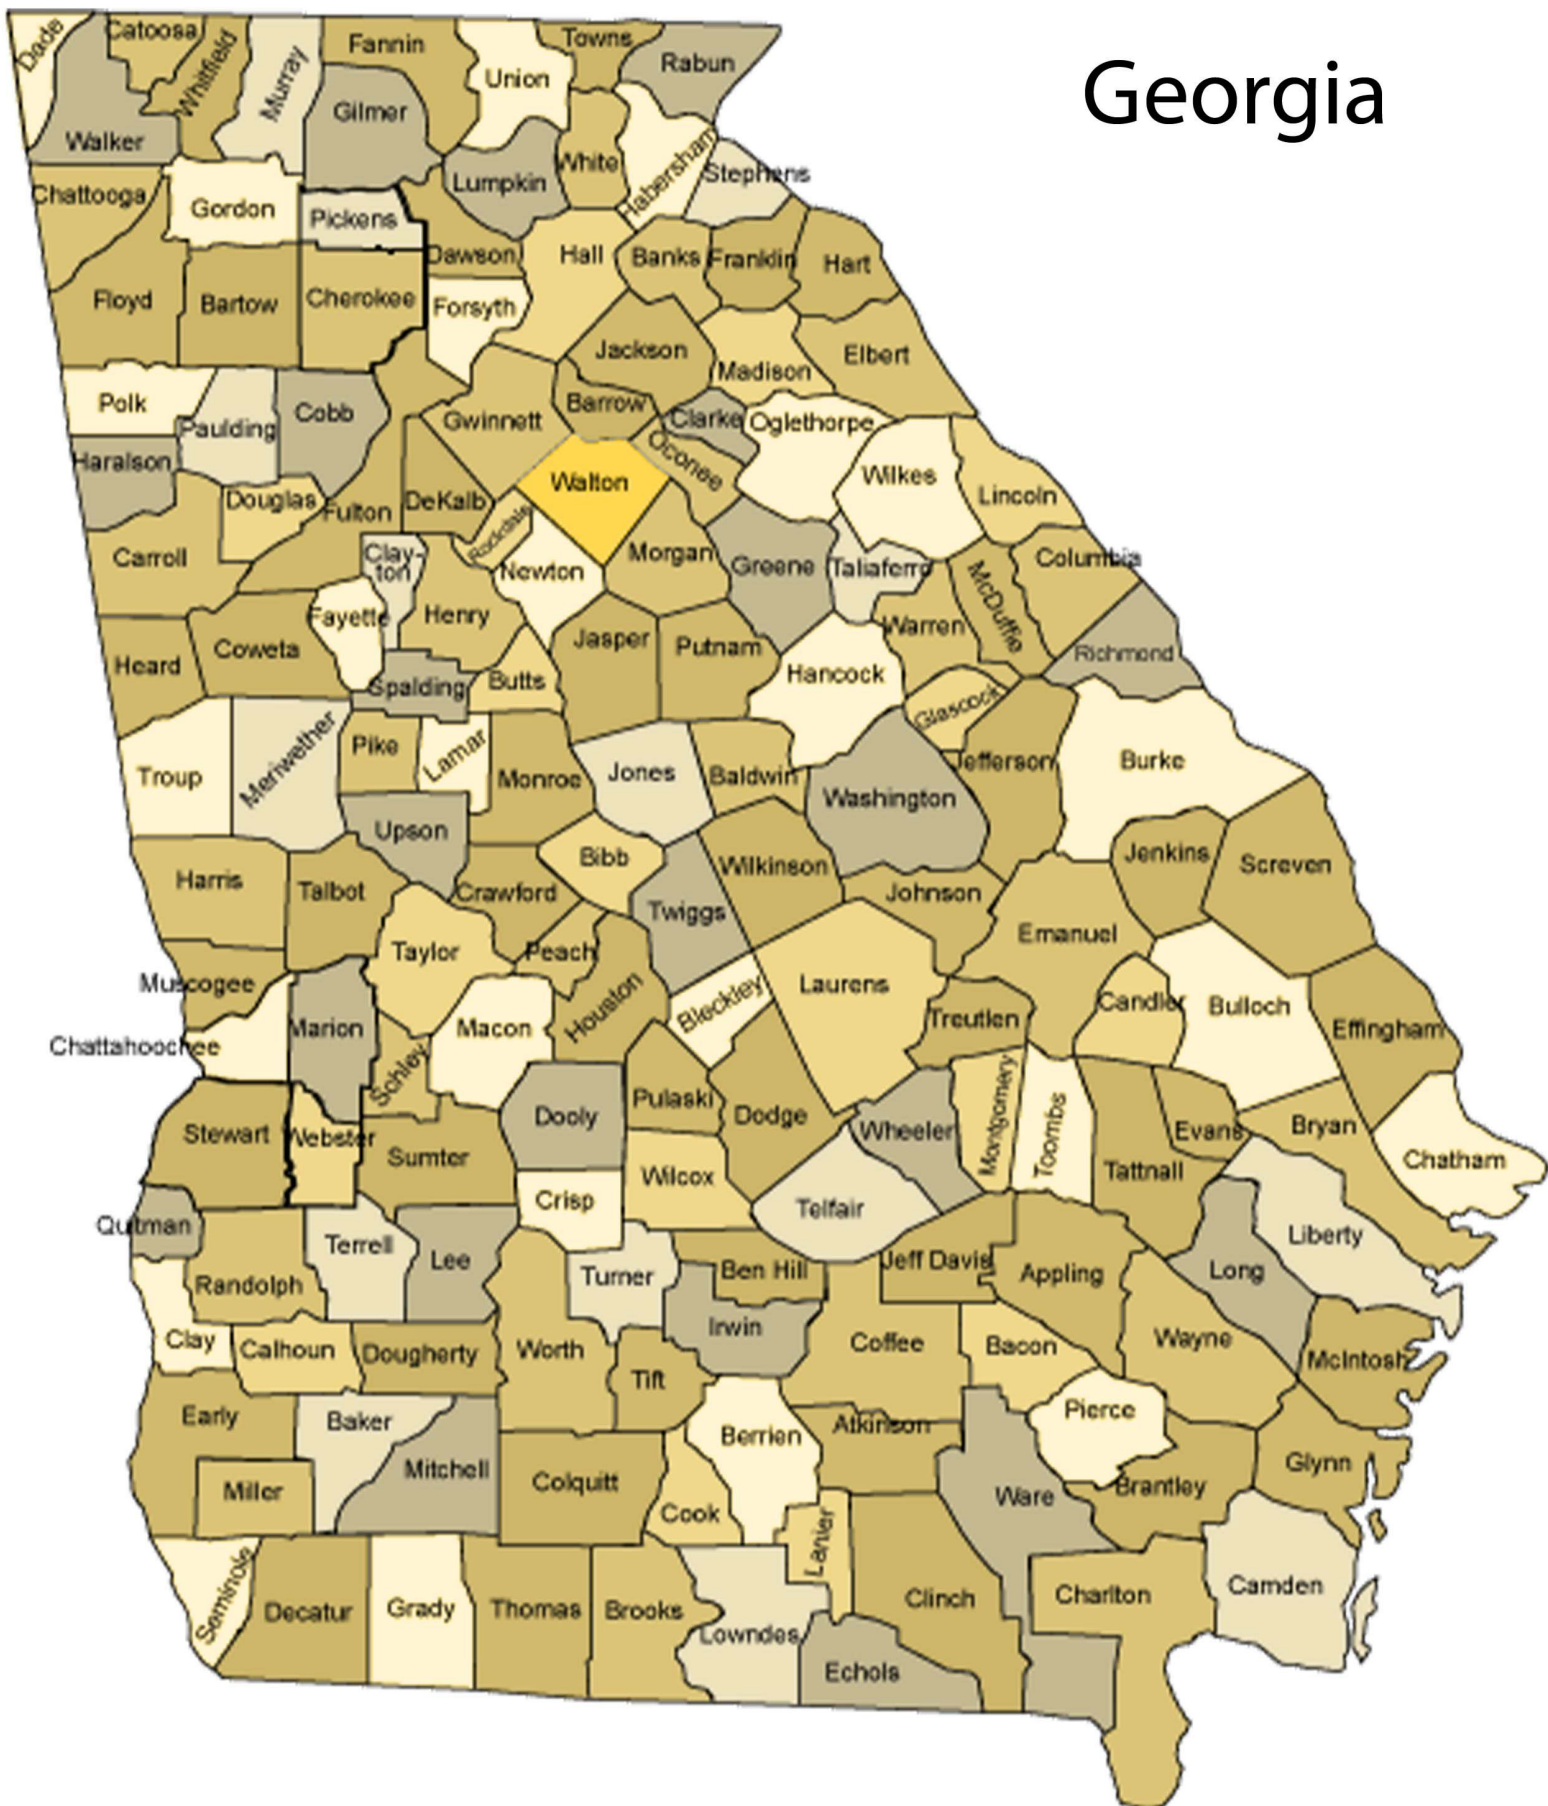 Georgia
Dade
Catoosa
Whitfield
Murray
Fannin
Union
Towns
Rabun
Walker
Gilmer
Lumpkin
White
Habersham
Stephens
Chattooga
Gordon
Pickens
Dawson
Hall
Banks
Franklin
Hart
Floyd
Bartow
Cherokee
Forsyth
Jackson
Madison
Elbert
Polk
Paulding
Cobb
Gwinnett
Barrow
Clarke
Oglethorpe
Haralson
Douglas
Fulton
DeKalb
Walton
Oconee
Wilkes
Lincoln
Carroll
Clay-
ton
Rockdale
Newton
Morgan
Greene
Taliaferro
McDuffie
Columbia
Fayette
Henry
Heard
Coweta
Jasper
Putnam
Warren
Richmond
Spalding
Butts
Hancock
Glascock
Troup
Meriwether
Pike
Lamar
Monroe
Jones
Baldwin
Washington
Jefferson
Burke
Upson
Bibb
Wilkinson
Jenkins
Screven
Harris
Talbot
Crawford
Twiggs
Johnson
Emanuel
Taylor
Peach
Houston
Bleckley
Laurens
Muscogee
Chattahoochee
Marion
Schley
Macon
Treutlen
Candler
Bulloch
Effingham
Stewart
Webster
Sumter
Dooly
Pulaski
Dodge
Wheeler
Montgomery
Toombs
Tattnall
Evans
Bryan
Chatham
Quitman
Crisp
Wilcox
Telfair
Randolph
Terrell
Lee
Turner
Ben Hill
Jeff Davis
Appling
Long
Liberty
Clay
Calhoun
Dougherty
Worth
Tift
Irwin
Coffee
Bacon
Wayne
McIntosh
Early
Baker
Mitchell
Berrien
Atkinson
Pierce
Miller
Colquitt
Cook
Ware
Brantley
Glynn
Lanier
Seminole
Decatur
Grady
Thomas
Brooks
Lowndes
Echols
Clinch
Charlton
Camden